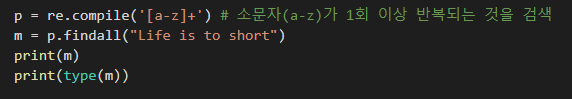 p = re.compile('[a-z]+') # 소문자(a-z)가 1회 이상 반복되는 것을 검색
m = p.findall("Life is to short")
print(m)
print(type(m))